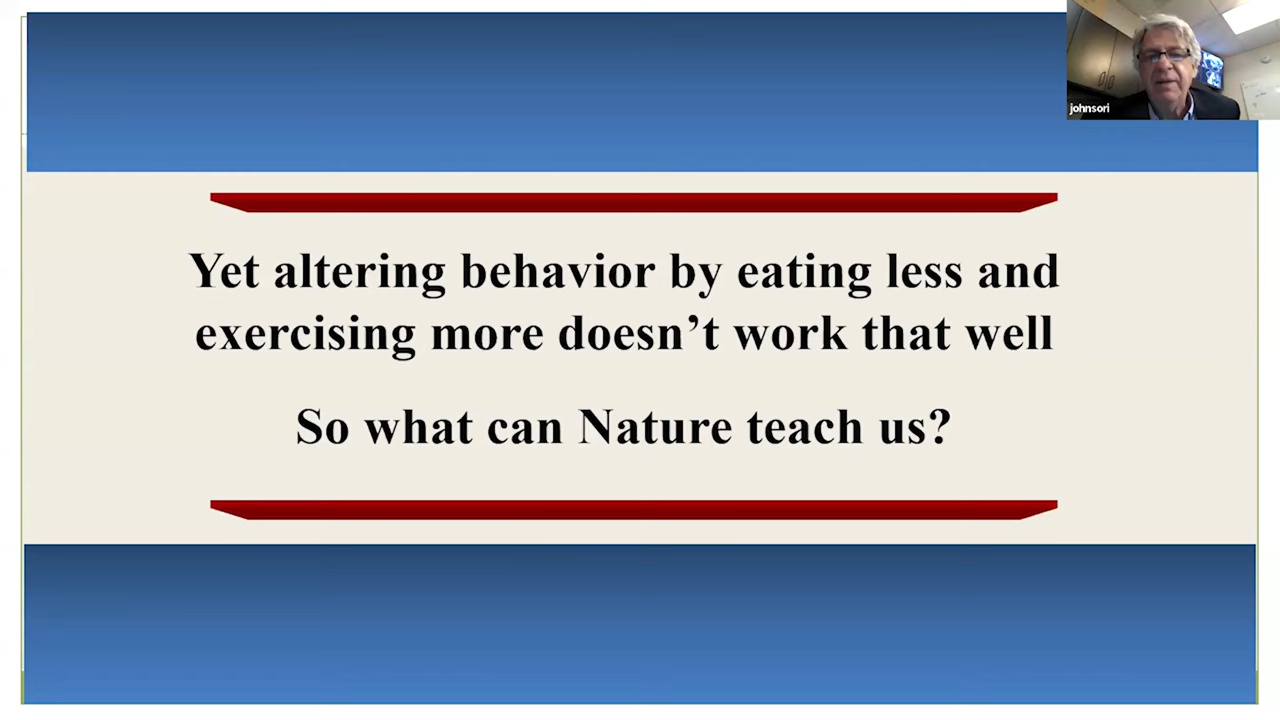 johnsori
Yet altering behavior by eating less and
exercising more doesn’t work that well
So what can Nature teach us?